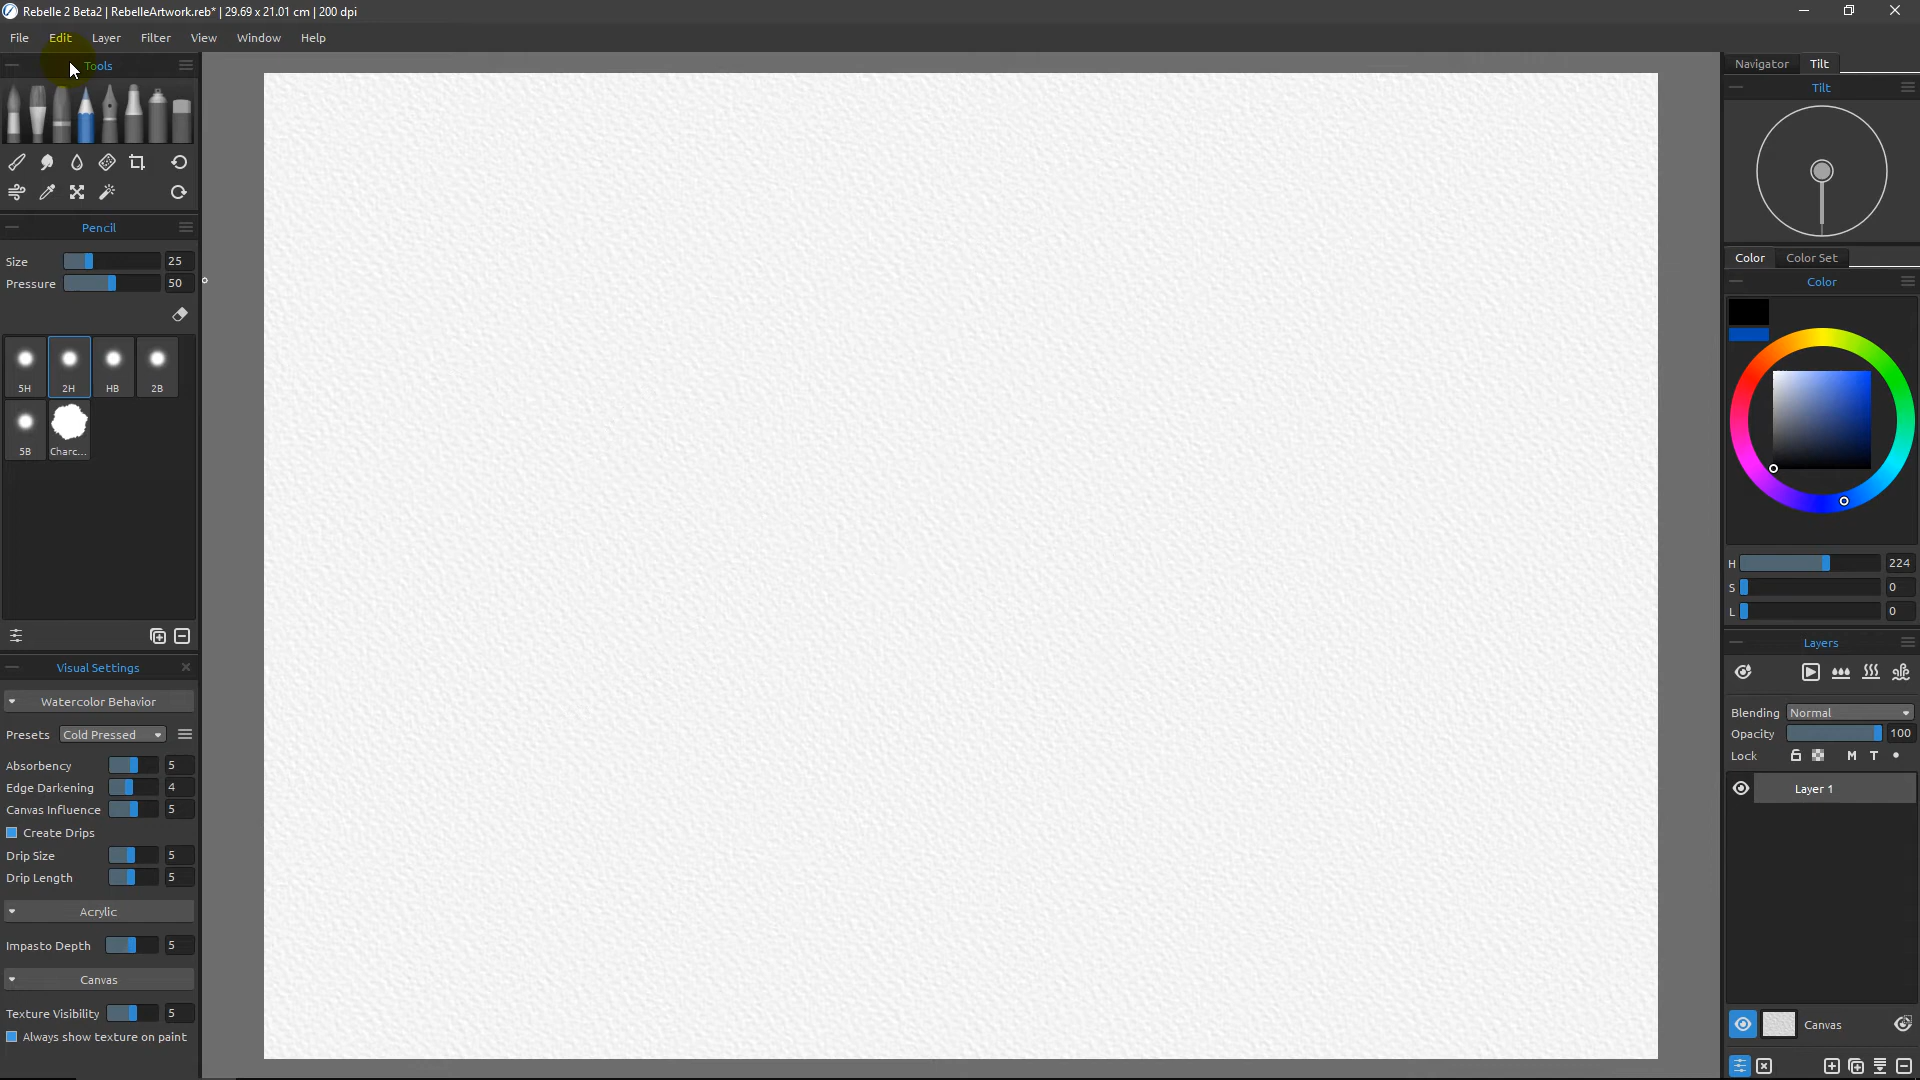 Rebelle 2 Beta2 | RebelleArtwork.reb* | 29.69 x 21.01 cm | 200 dpi
File Edit Layer Filter View Window Help
Tools
Pencil
Size 25
Pressure 50
5H 2H HB 2B
5B Charc...
Visual Settings
Watercolor Behavior
Presets Cold Pressed
Absorbency 5
Edge Darkening 4
Canvas Influence 5
Create Drips
Drip Size 5
Drip Length 5
Acrylic
Impasto Depth 5
Canvas
Texture Visibility 5
Always show texture on paint
Navigator Tilt
Tilt
Color Color Set
Color
H 224
S 0
L 0
Layers
Blending Normal
Opacity 100
Lock M T
Layer 1
Canvas